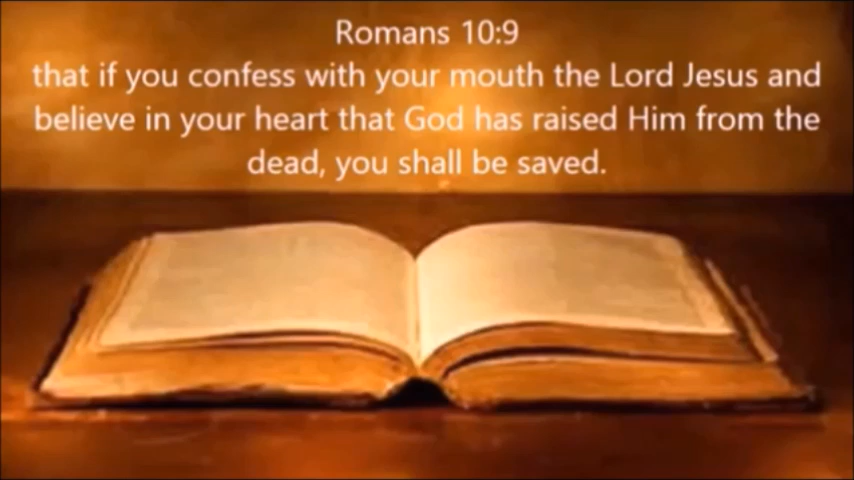 Romans 10:9
that if you confess with your mouth the Lord Jesus and
believe in your heart that God has raised Him from the
dead, you shall be saved.